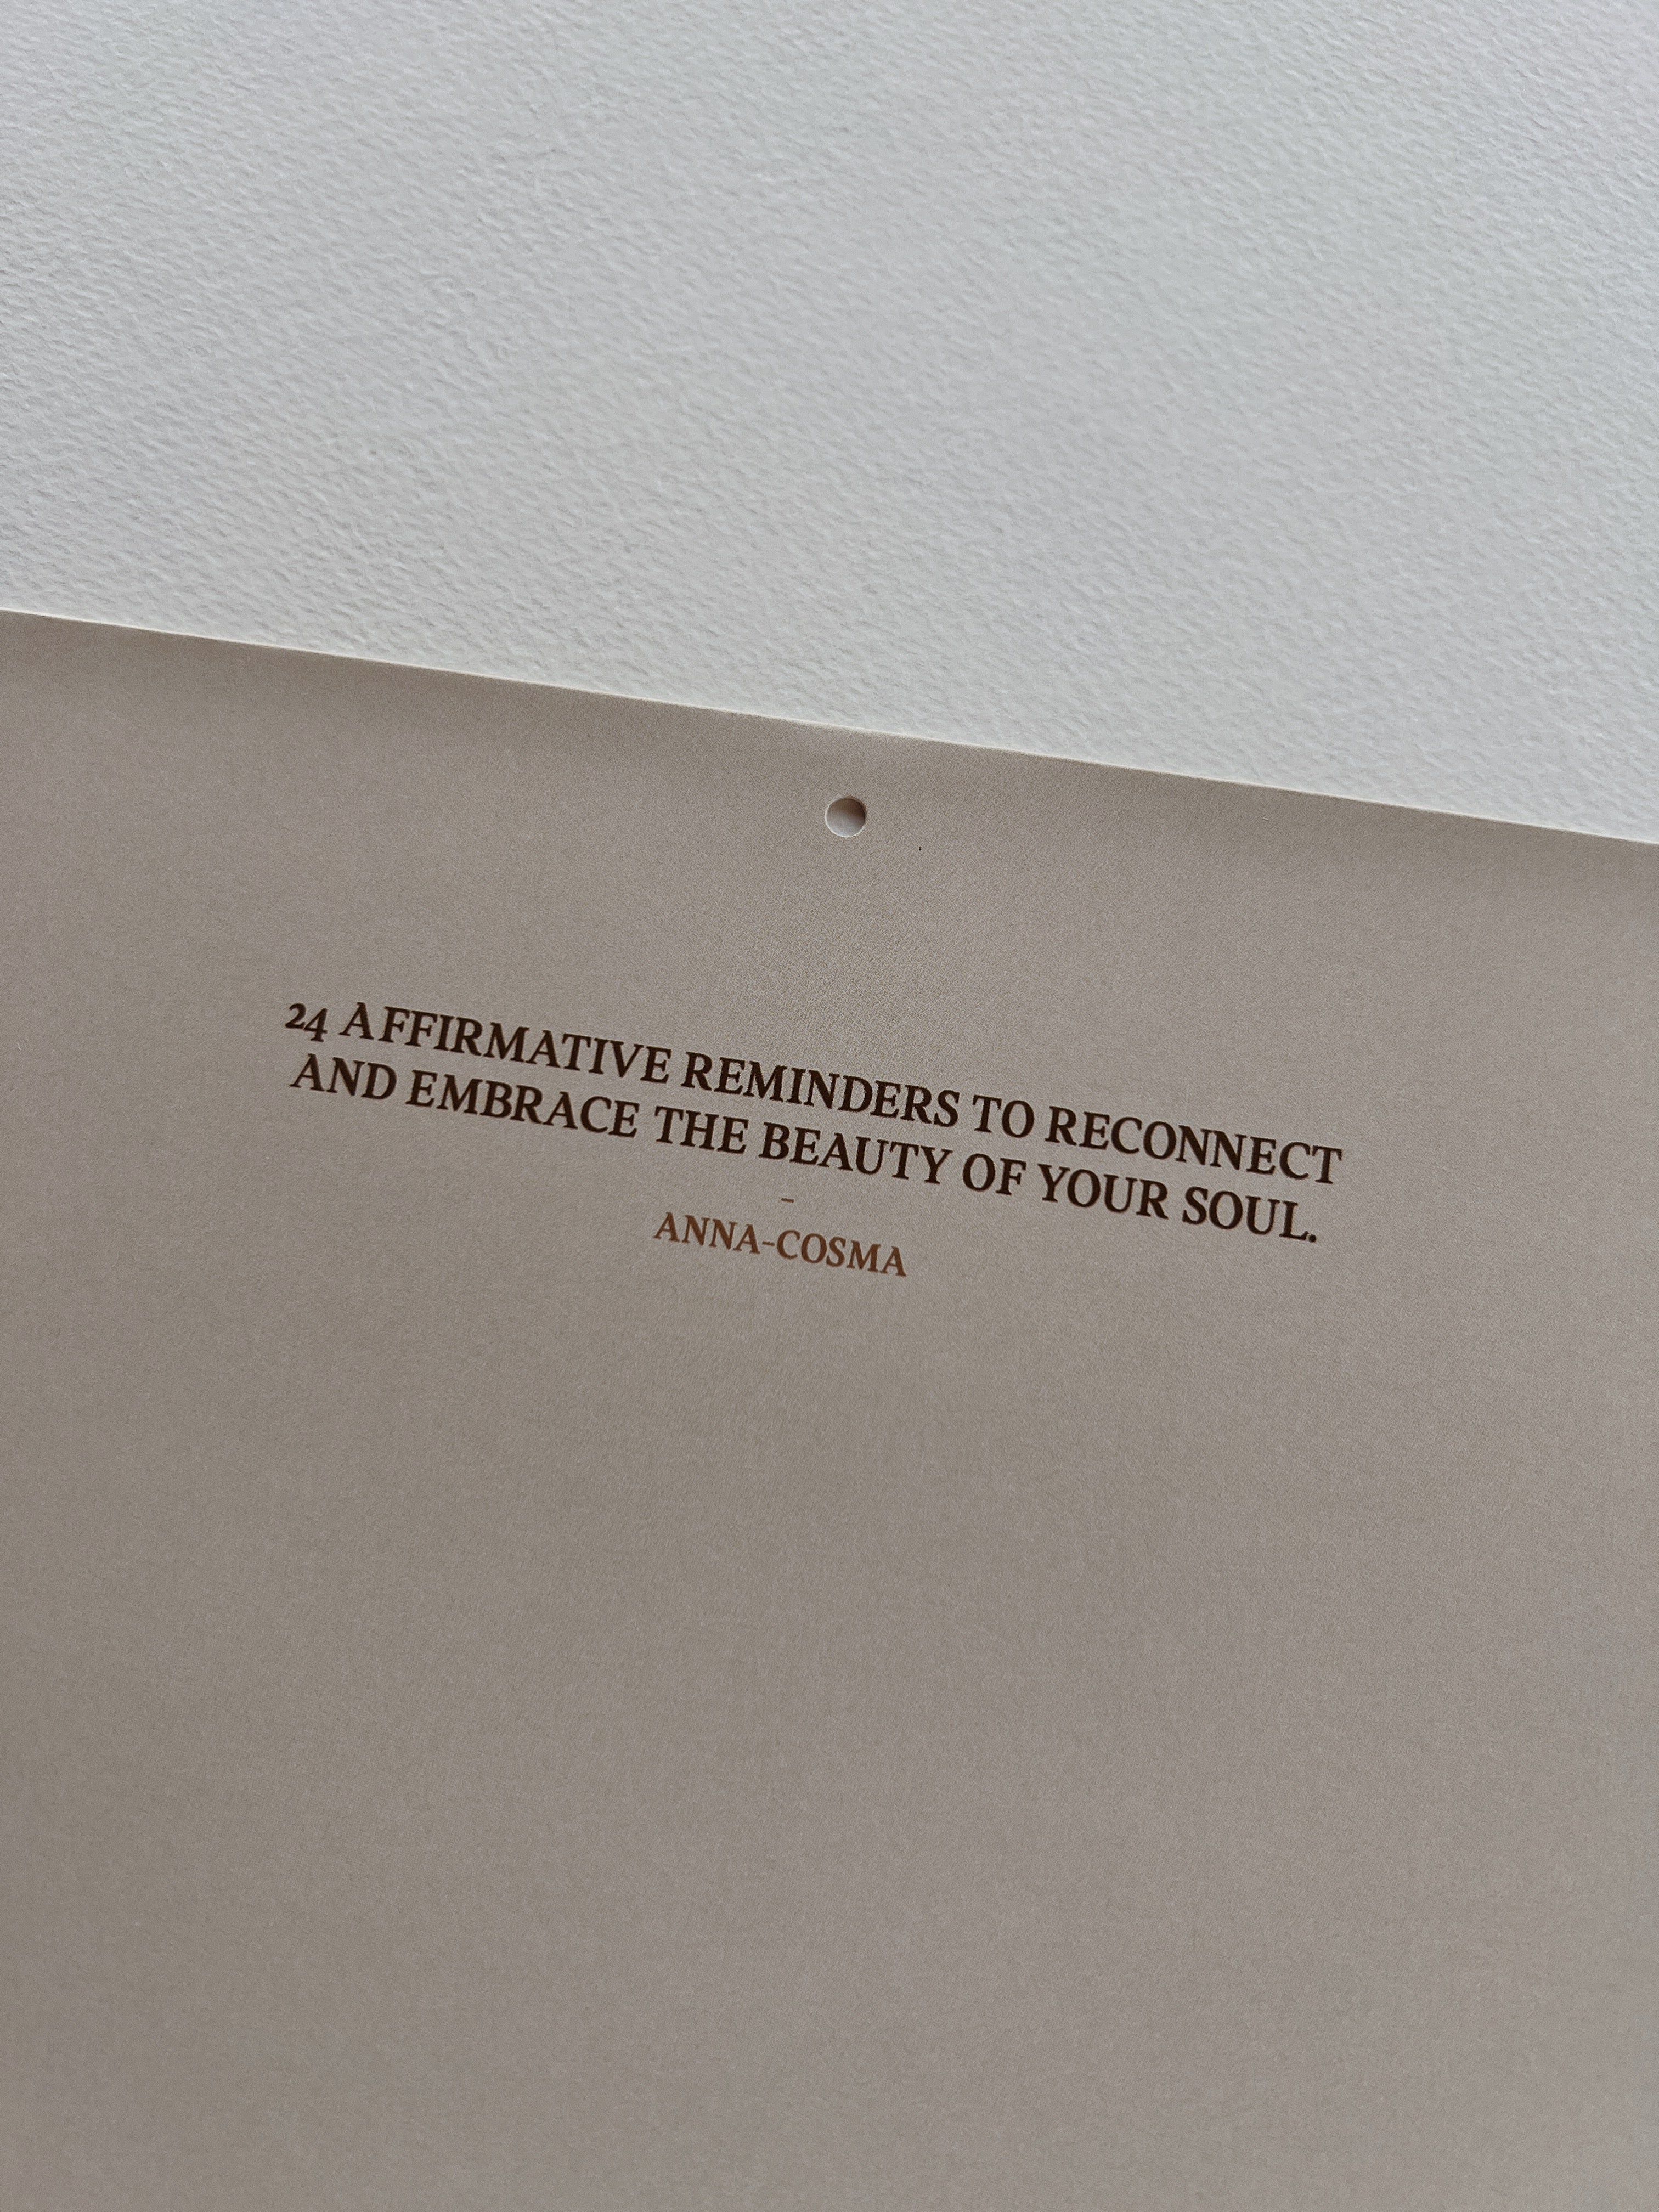 24 AFFIRMATIVE REMINDERS TO RECONNECT
AND EMBRACE THE BEAUTY OF YOUR SOUL.
–
ANNA-COSMA